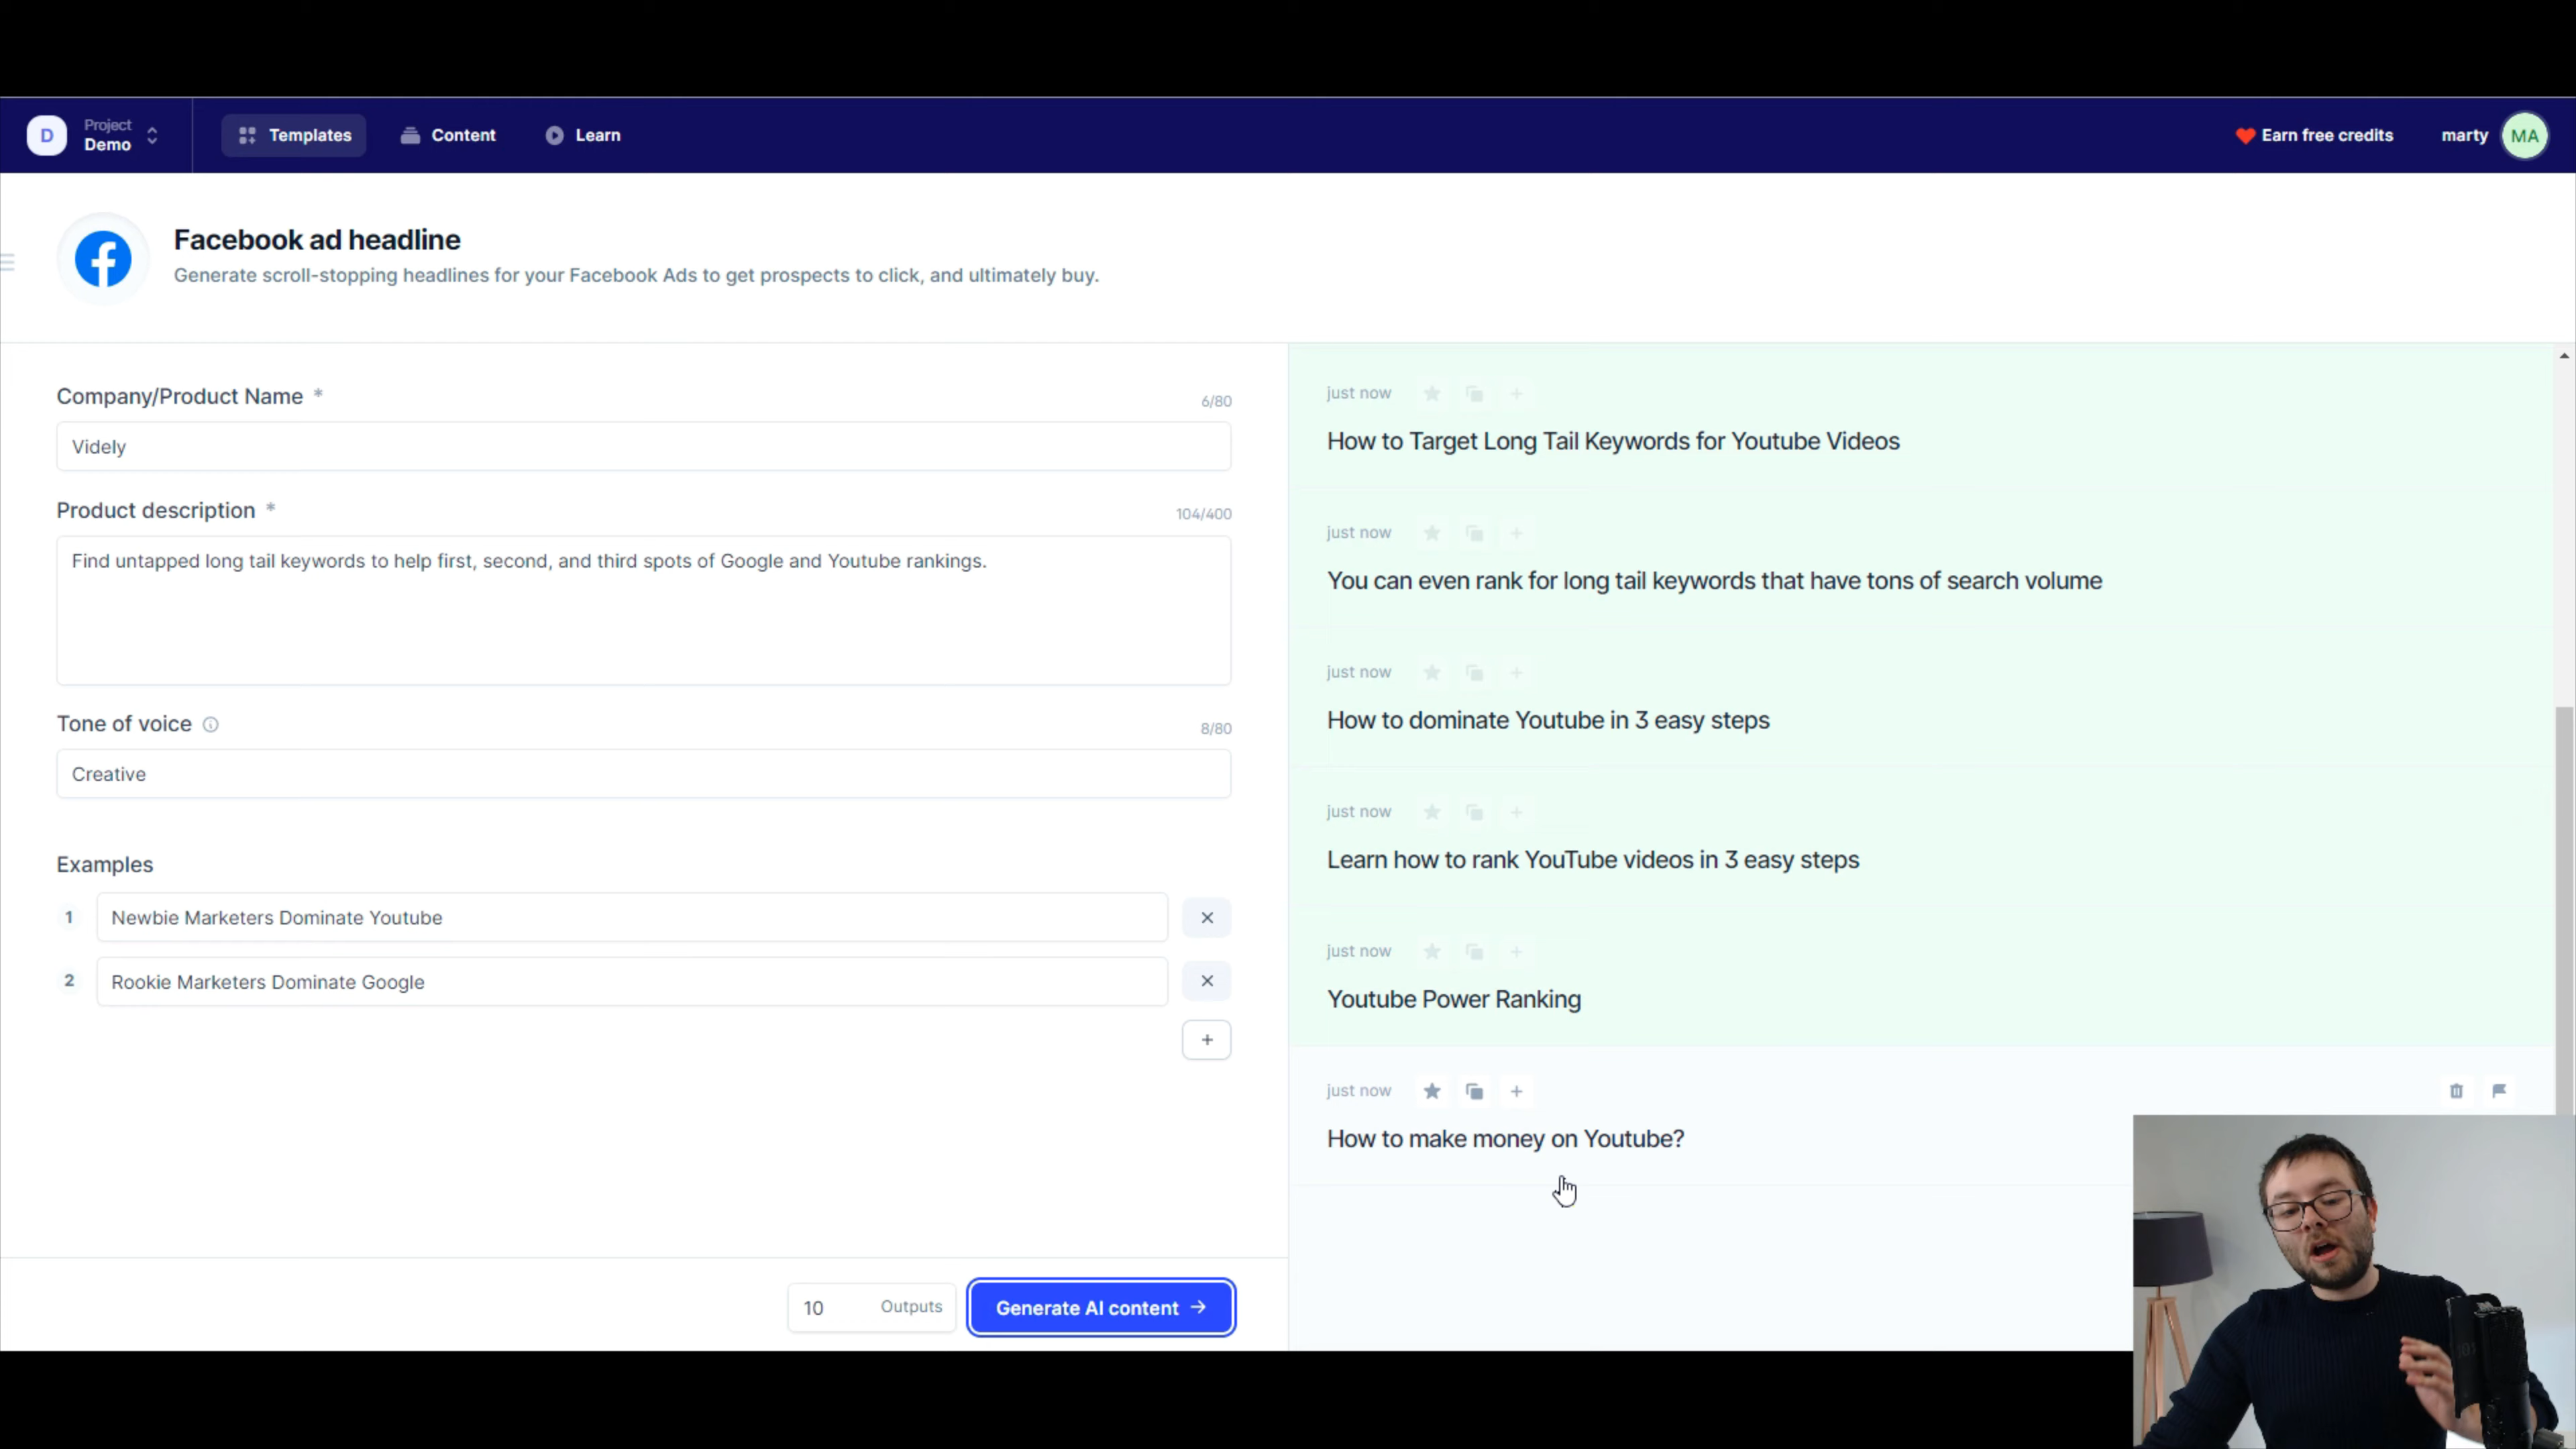 D
Project
Demo
Templates
Content
Learn
Earn free credits
marty
MA
Facebook ad headline
Generate scroll-stopping headlines for your Facebook Ads to get prospects to click, and ultimately buy.
Company/Product Name *
6/80
Videly
Product description *
104/400
Find untapped long tail keywords to help first, second, and third spots of Google and Youtube rankings.
Tone of voice
8/80
Creative
Examples
1
Newbie Marketers Dominate Youtube
2
Rookie Marketers Dominate Google
10
Outputs
Generate AI content
just now
How to Target Long Tail Keywords for Youtube Videos
just now
You can even rank for long tail keywords that have tons of search volume
just now
How to dominate Youtube in 3 easy steps
just now
Learn how to rank YouTube videos in 3 easy steps
just now
Youtube Power Ranking
just now
How to make money on Youtube?